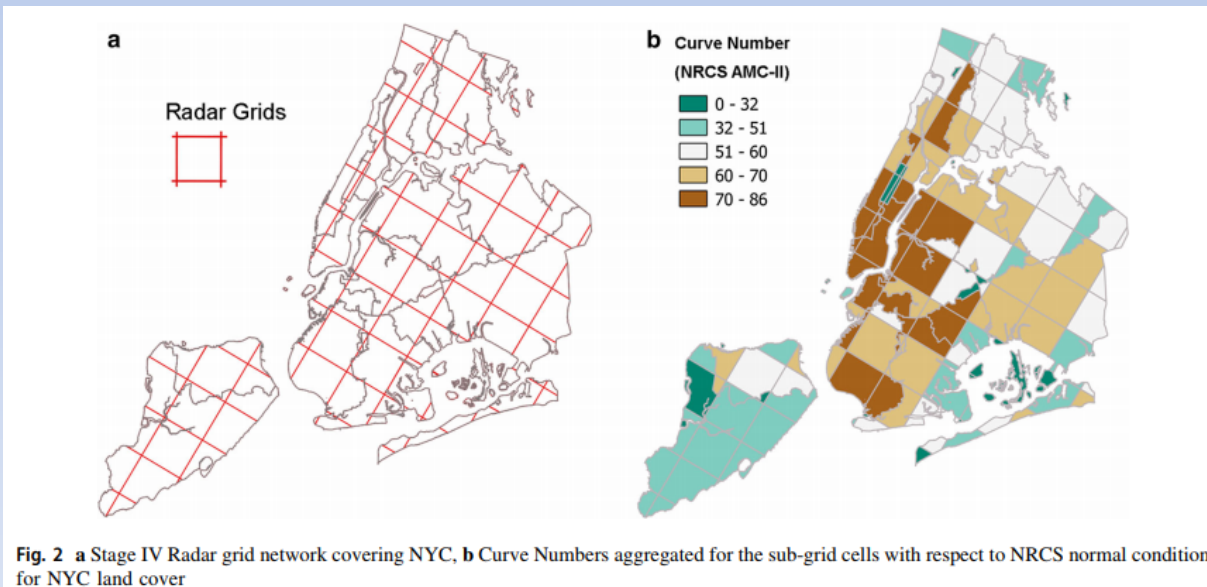 a
Radar Grids
b
Curve Number
(NRCS AMC-II)
0 - 32
32 - 51
51 - 60
60 - 70
70 - 86
Fig. 2 a Stage IV Radar grid network covering NYC, b Curve Numbers aggregated for the sub-grid cells with respect to NRCS normal condition
for NYC land cover